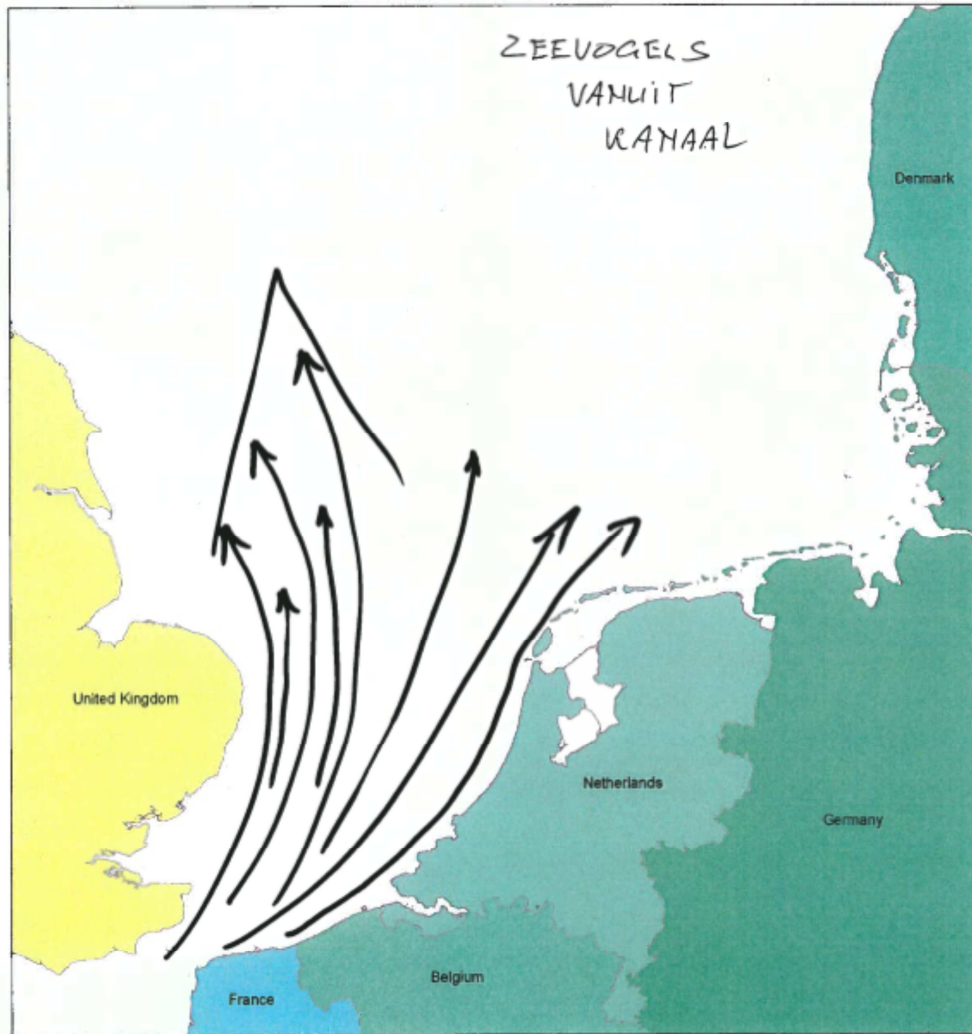 ZEEVOGELS
VANUIT
KANAAL
Denmark
United Kingdom
Netherlands
Germany
Belgium
France